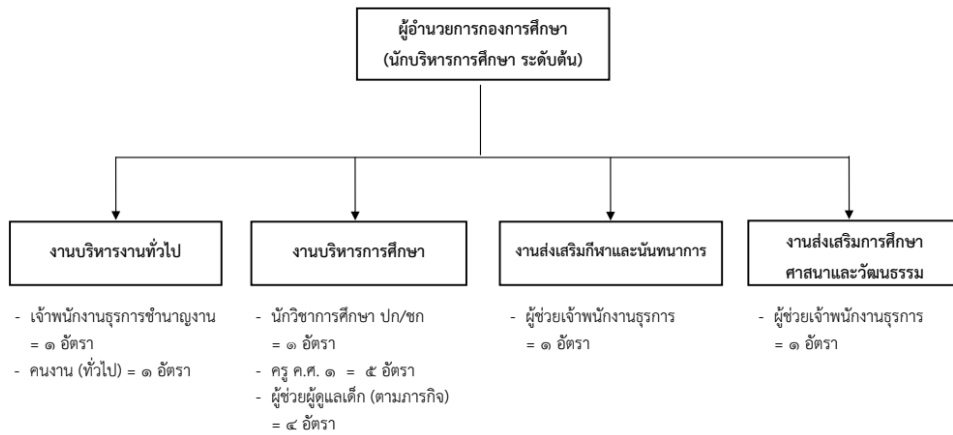 ผู้อำนวยการกองการศึกษา
(นักบริหารการศึกษา ระดับต้น)
งานบริหารงานทั่วไป
- เจ้าพนักงานธุรการชำนาญงาน
= ๑ อัตรา
- คนงาน (ทั่วไป) = ๑ อัตรา
งานบริหารการศึกษา
- นักวิชาการศึกษา ปก/ชก
= ๑ อัตรา
- ครู ค.ศ. ๑ = ๕ อัตรา
- ผู้ช่วยผู้ดูแลเด็ก (ตามภารกิจ)
= ๔ อัตรา
งานส่งเสริมกีฬาและนันทนาการ
- ผู้ช่วยเจ้าพนักงานธุรการ
= ๑ อัตรา
งานส่งเสริมการศึกษา
ศาสนาและวัฒนธรรม
- ผู้ช่วยเจ้าพนักงานธุรการ
= ๑ อัตรา